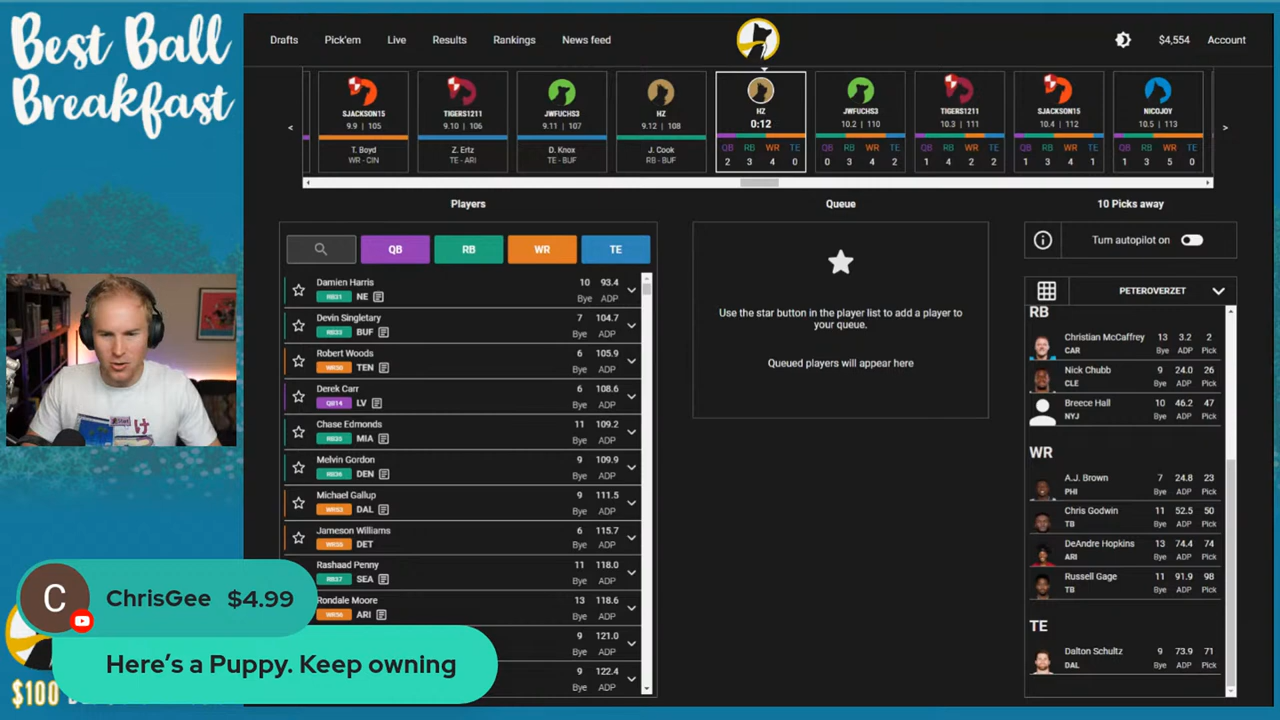 Best Ball
Breakfast
Drafts
Pick'em
Live
Results
Rankings
News feed
$4,554
Account
<
SJACKSON15
9.9 | 105
T. Boyd
WR - CIN
TIGERS1211
9.10 | 106
Z. Ertz
TE - ARI
JWFUCHS3
9.11 | 107
D. Knox
TE - BUF
HZ
9.12 | 108
J. Cook
RB - BUF
HZ
0:12
QB RB WR TE
2 3 4 0
JWFUCHS3
10.2 | 110
QB RB WR TE
0 3 4 2
TIGERS1211
10.3 | 111
QB RB WR TE
1 4 2 2
SJACKSON15
10.4 | 112
QB RB WR TE
1 3 4 1
NICOJOY
10.5 | 113
QB RB WR TE
1 3 5 0
>
Players
QB
RB
WR
TE
Damien Harris 10 93.4
RB31 NE Bye ADP
Devin Singletary 7 104.7
RB33 BUF Bye ADP
Robert Woods 6 105.9
WR50 TEN Bye ADP
Derek Carr 6 108.6
QB14 LV Bye ADP
Chase Edmonds 11 109.2
RB35 MIA Bye ADP
Melvin Gordon 9 109.9
RB36 DEN Bye ADP
Michael Gallup 9 111.5
WR53 DAL Bye ADP
Jameson Williams 6 115.7
WR55 DET Bye ADP
Rashaad Penny 11 118.0
RB37 SEA Bye ADP
Rondale Moore 13 118.6
WR56 ARI Bye ADP
9 121.0
Bye ADP
9 122.4
Bye ADP
Queue
Use the star button in the player list to add a player to
your queue.
Queued players will appear here
10 Picks away
Turn autopilot on
PETEROVERZET
RB
Christian McCaffrey 13 3.2 2
CAR Bye ADP Pick
Nick Chubb 9 24.0 26
CLE Bye ADP Pick
Breece Hall 10 46.2 47
NYJ Bye ADP Pick
WR
A.J. Brown 7 24.8 23
PHI Bye ADP Pick
Chris Godwin 11 52.5 50
TB Bye ADP Pick
DeAndre Hopkins 13 74.4 74
ARI Bye ADP Pick
Russell Gage 11 91.9 98
TB Bye ADP Pick
TE
Dalton Schultz 9 73.9 71
DAL Bye ADP Pick
C
ChrisGee $4.99
Here's a Puppy. Keep owning
$100